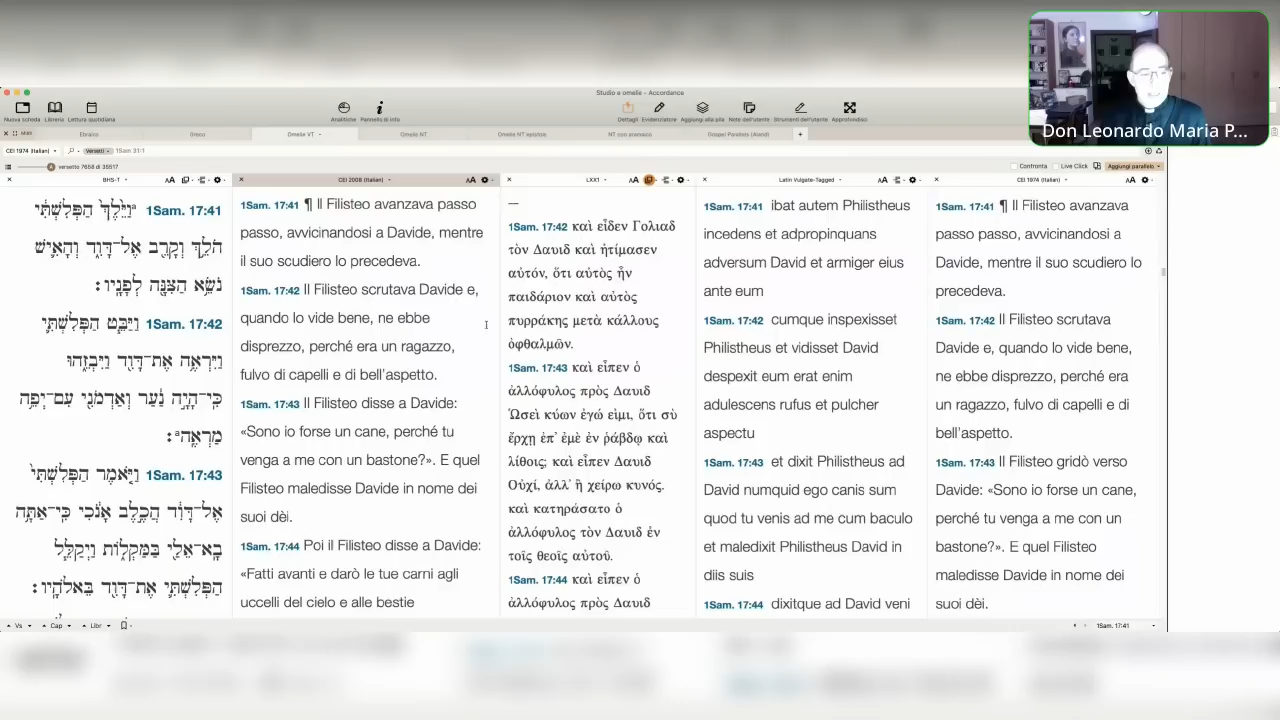 Don Leonardo Maria P...
Studio e omelie - Accordance
Nuova scheda Libreria Lettura quotidiana Analitiche Pannello di info Dettagli Evidenziatore Aggiungi alla pila Note dell'utente Strumenti dell'utente Approfondisci
Ebraico Greco Omelie VT Omelie NT Omelie NT epistole NT con aramaico Gospel Parallels (Aland) +
CEI 1974 (Italian) Versetti 1Sam 31:1
versetto 7658 di 35517 Confronta Live Click Aggiungi parallelo
BHS-T
1Sam. 17:41 וַיֵּ֙לֶךְ֙ הַפְּלִשְׁתִּ֔י
הֹלֵ֥ךְ וְקָרֵ֖ב אֶל־דָּוִ֑ד וְהָאִ֛ישׁ
נֹשֵׂ֥א הַצִּנָּ֖ה לְפָנָֽיו׃
1Sam. 17:42 וַיַּבֵּ֧ט הַפְּלִשְׁתִּ֛י
וַיִּרְאֶ֥ה אֶת־דָּוִ֖ד וַיִּבְזֵ֑הוּ
כִּֽי־הָיָ֣ה נַ֔עַר וְאַדְמֹנִ֖י עִם־יְפֵ֥ה
מַרְאֶֽה׃
1Sam. 17:43 וַיֹּ֤אמֶר הַפְּלִשְׁתִּי֙
אֶל־דָּוִ֔ד הֲכֶ֣לֶב אָנֹ֔כִי כִּֽי־אַתָּ֥ה
בָֽא־אֵלַ֖י בַּמַּקְל֑וֹת וַיְקַלֵּ֧ל
הַפְּלִשְׁתִּ֛י אֶת־דָּוִ֖ד בֵּאלֹהָֽיו׃
CEI 2008 (Italian)
1Sam. 17:41 ¶ Il Filisteo avanzava passo
passo, avvicinandosi a Davide, mentre
il suo scudiero lo precedeva.
1Sam. 17:42 Il Filisteo scrutava Davide e,
quando lo vide bene, ne ebbe
disprezzo, perché era un ragazzo,
fulvo di capelli e di bell'aspetto.
1Sam. 17:43 Il Filisteo disse a Davide:
«Sono io forse un cane, perché tu
venga a me con un bastone?». E quel
Filisteo maledisse Davide in nome dei
suoi dèi.
1Sam. 17:44 Poi il Filisteo disse a Davide:
«Fatti avanti e darò le tue carni agli
uccelli del cielo e alle bestie
LXX1
—
1Sam. 17:42 καὶ εἶδεν Γολιαδ
τὸν Δαυιδ καὶ ἠτίμασεν
αὐτόν, ὅτι αὐτὸς ἦν
παιδάριον καὶ αὐτὸς
πυρράκης μετὰ κάλλους
ὀφθαλμῶν.
1Sam. 17:43 καὶ εἶπεν ὁ
ἀλλόφυλος πρὸς Δαυιδ
Ὡσεὶ κύων ἐγώ εἰμι, ὅτι σὺ
ἔρχῃ ἐπ᾽ ἐμὲ ἐν ῥάβδῳ καὶ
λίθοις; καὶ εἶπεν Δαυιδ
Οὐχί, ἀλλ᾽ ἢ χείρω κυνός.
καὶ κατηράσατο ὁ
ἀλλόφυλος τὸν Δαυιδ ἐν
τοῖς θεοῖς αὐτοῦ.
1Sam. 17:44 καὶ εἶπεν ὁ
ἀλλόφυλος πρὸς Δαυιδ
Latin Vulgate-Tagged
1Sam. 17:41 ibat autem Philistheus
incedens et adpropinquans
adversum David et armiger eius
ante eum
1Sam. 17:42 cumque inspexisset
Philistheus et vidisset David
despexit eum erat enim
adulescens rufus et pulcher
aspectu
1Sam. 17:43 et dixit Philistheus ad
David numquid ego canis sum
quod tu venis ad me cum baculo
et maledixit Philistheus David in
diis suis
1Sam. 17:44 dixitque ad David veni
CEI 1974 (Italian)
1Sam. 17:41 ¶ Il Filisteo avanzava
passo passo, avvicinandosi a
Davide, mentre il suo scudiero lo
precedeva.
1Sam. 17:42 Il Filisteo scrutava
Davide e, quando lo vide bene,
ne ebbe disprezzo, perché era
un ragazzo, fulvo di capelli e di
bell'aspetto.
1Sam. 17:43 Il Filisteo gridò verso
Davide: «Sono io forse un cane,
perché tu venga a me con un
bastone?». E quel Filisteo
maledisse Davide in nome dei
suoi dèi.
Vs Cap Libr 1Sam. 17:41